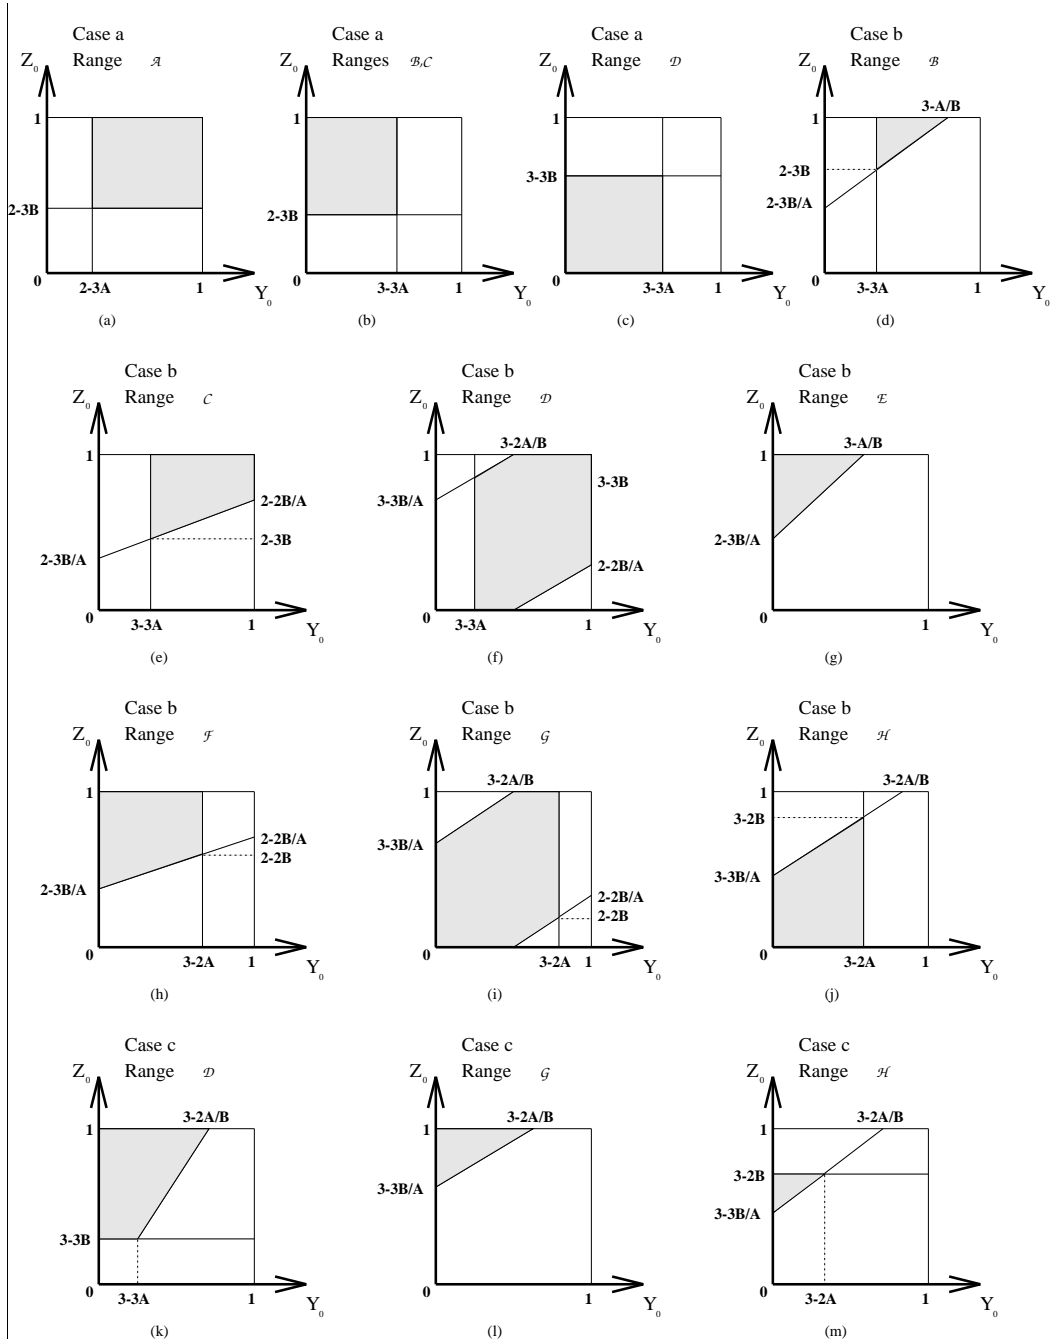 Case a
Range 𝒜
Z₀
1
2-3B
0
2-3A
1
Y₀
(a)
Case a
Ranges ℬ,𝒞
Z₀
1
2-3B
0
3-3A
1
Y₀
(b)
Case a
Range 𝒟
Z₀
1
3-3B
0
3-3A
1
Y₀
(c)
Case b
Range ℬ
Z₀
3-A/B
1
2-3B
2-3B/A
0
3-3A
1
Y₀
(d)
Case b
Range 𝒞
Z₀
1
2-2B/A
2-3B
2-3B/A
0
3-3A
1
Y₀
(e)
Case b
Range 𝒟
Z₀
3-2A/B
1
3-3B
3-3B/A
2-2B/A
0
3-3A
1
Y₀
(f)
Case b
Range ℰ
Z₀
3-A/B
1
2-3B/A
0
1
Y₀
(g)
Case b
Range ℱ
Z₀
1
2-2B/A
2-2B
2-3B/A
0
3-2A
1
Y₀
(h)
Case b
Range 𝒢
Z₀
3-2A/B
1
3-3B/A
2-2B/A
2-2B
0
3-2A
1
Y₀
(i)
Case b
Range ℋ
Z₀
3-2A/B
1
3-2B
3-3B/A
0
3-2A
1
Y₀
(j)
Case c
Range 𝒟
Z₀
3-2A/B
1
3-3B
0
3-3A
1
Y₀
(k)
Case c
Range 𝒢
Z₀
3-2A/B
1
3-3B/A
0
1
Y₀
(l)
Case c
Range ℋ
Z₀
3-2A/B
1
3-2B
3-3B/A
0
3-2A
1
Y₀
(m)